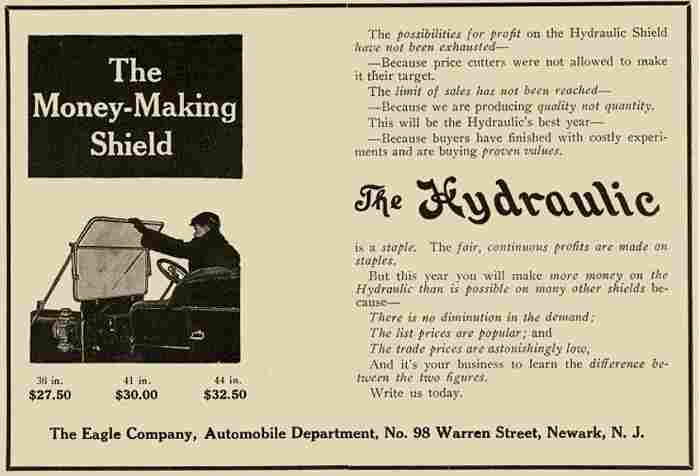 The
Money-Making
Shield
36 in.
$27.50
41 in.
$30.00
44 in.
$32.50
The possibilities for profit on the Hydraulic Shield
have not been exhausted—
—Because price cutters were not allowed to make
it their target.
The limit of sales has not been reached—
—Because we are producing quality not quantity.
This will be the Hydraulic's best year—
—Because buyers have finished with costly experi-
ments and are buying proven values.
The Hydraulic
is a staple. The fair, continuous profits are made on
staples.
But this year you will make more money on the
Hydraulic than is possible on many other shields be-
cause—
There is no diminution in the demand;
The list prices are popular; and
The trade prices are astonishingly low,
And it's your business to learn the difference be-
tween the two figures.
Write us today.
The Eagle Company, Automobile Department, No. 98 Warren Street, Newark, N. J.